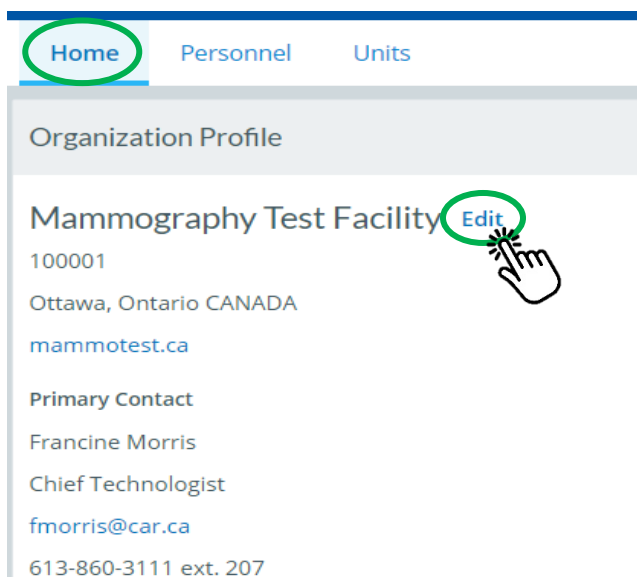 Home Personnel Units
Organization Profile
Mammography Test Facility Edit
100001
Ottawa, Ontario CANADA
mammotest.ca
Primary Contact
Francine Morris
Chief Technologist
fmorris@car.ca
613-860-3111 ext. 207